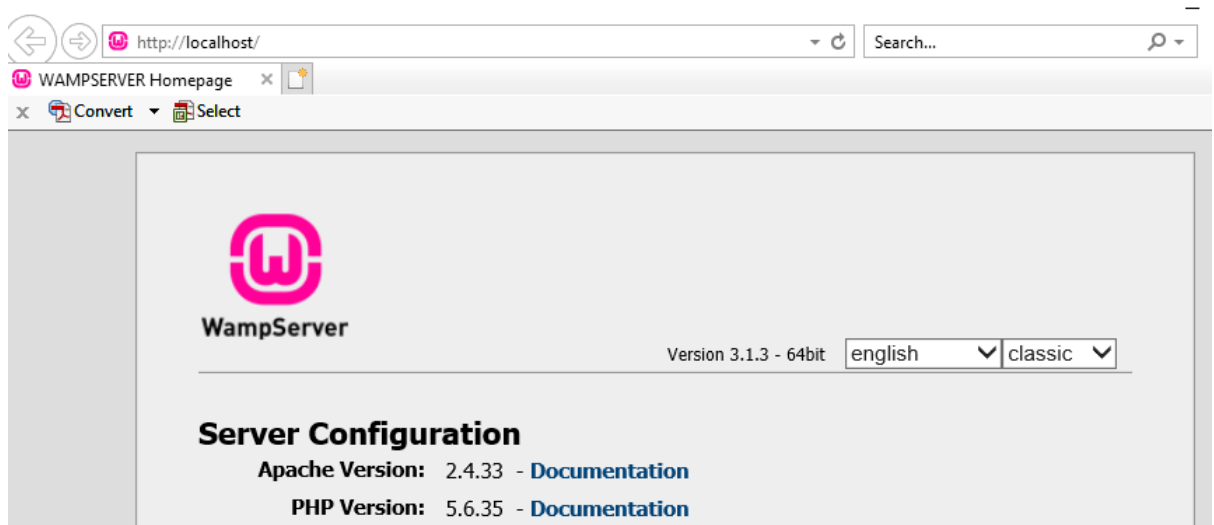 http://localhost/
Search...
WAMPSERVER Homepage
Convert Select
WampServer
Version 3.1.3 - 64bit english classic
Server Configuration
Apache Version: 2.4.33 - Documentation
PHP Version: 5.6.35 - Documentation